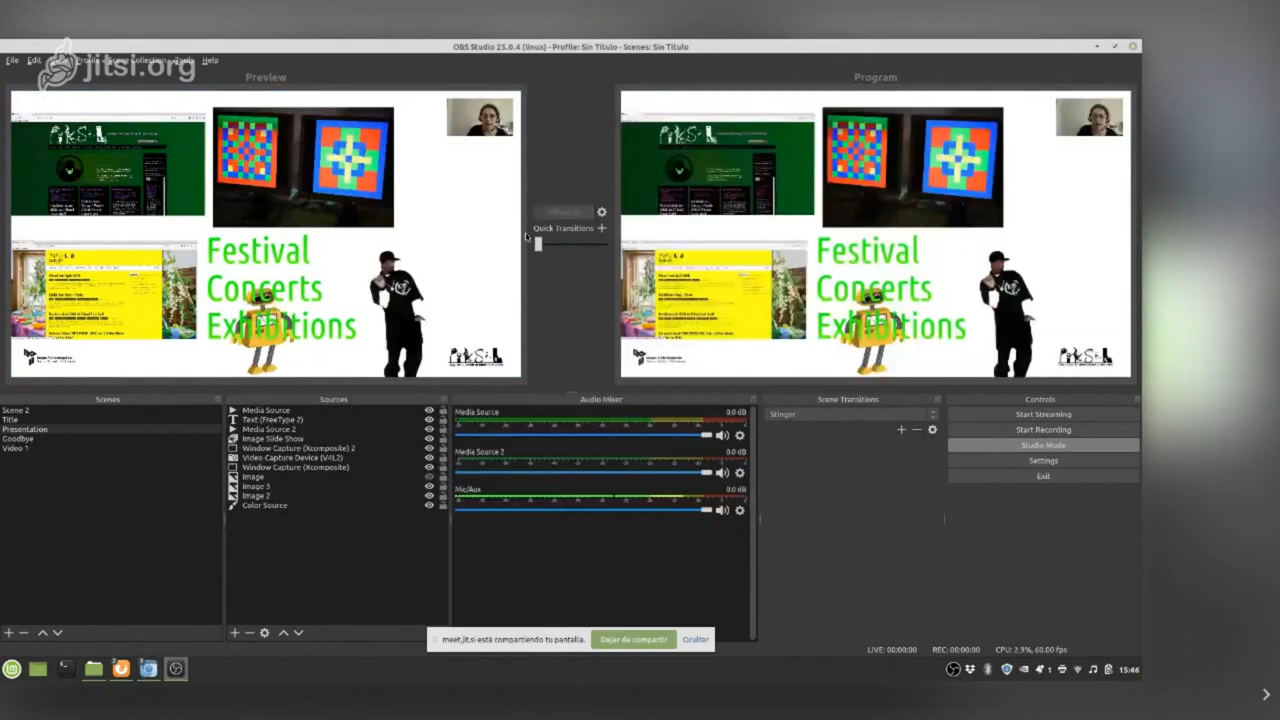 OBS Studio 25.0.4 (linux) - Profile: Sin Título - Scenes: Sin Título
jitsi.org
File Edit Profile Scene Collection Tools Help
Preview
Program
Festival
Concerts
Exhibitions
Festival
Concerts
Exhibitions
Quick Transitions
Scenes
Sources
Audio Mixer
Scene Transitions
Controls
Scene 2
Title
Presentation
Goodbye
Video 1
Media Source
Text (FreeType 2)
Media Source 2
Image Slide Show
Window Capture (Xcomposite) 2
Video Capture Device (V4L2)
Window Capture (Xcomposite)
Image
Image 3
Image 2
Color Source
Media Source 0.0 dB
Media Source 2 0.0 dB
Mic/Aux 0.0 dB
Stinger
Start Streaming
Start Recording
Studio Mode
Settings
Exit
meet.jit.si está compartiendo tu pantalla. Dejar de compartir Ocultar
LIVE: 00:00:00 REC: 00:00:00 CPU: 2.9%, 60.00 fps
15:46